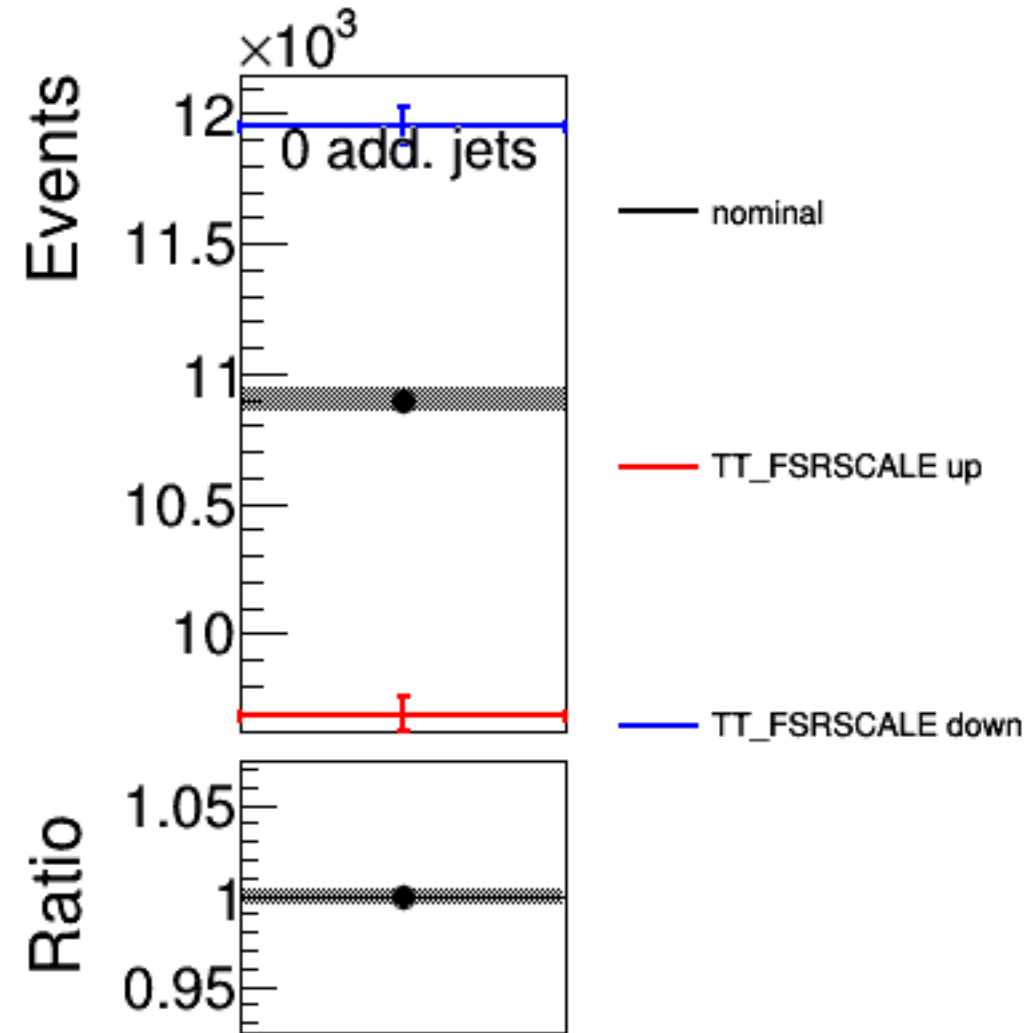 ×10³
Events
12
0 add. jets
11.5
11
10.5
10
nominal
TT_FSRSCALE up
TT_FSRSCALE down
Ratio
1.05
1
0.95